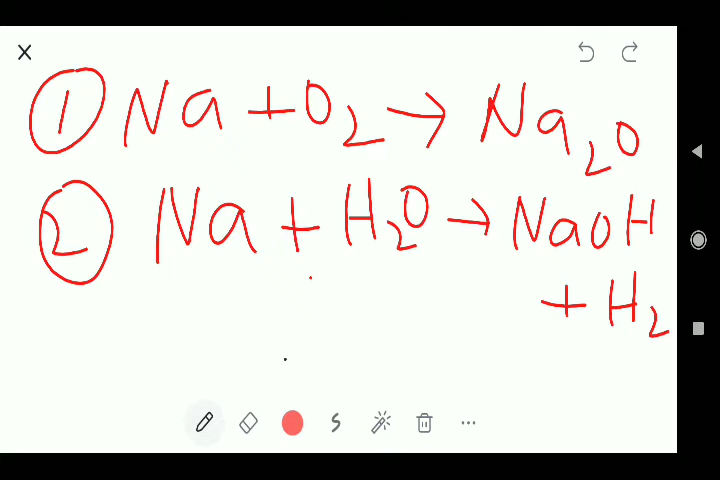 ① Na + O₂ → Na₂O
② Na + H₂O → NaOH
+ H₂